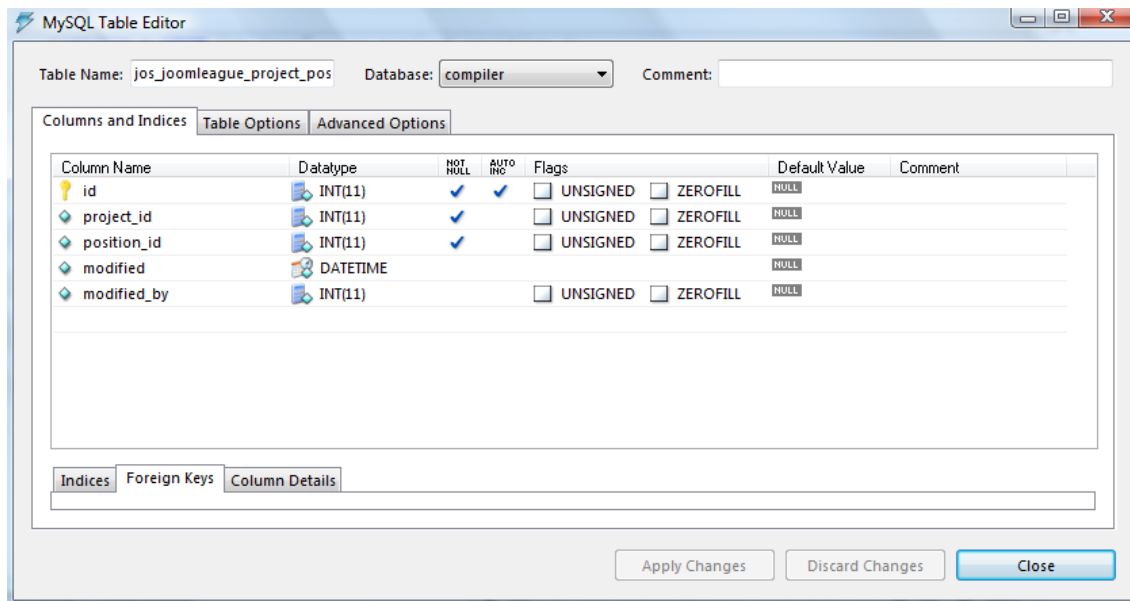 MySQL Table Editor
Table Name: jos_joomleague_project_pos Database: compiler Comment:
Columns and Indices Table Options Advanced Options
Column Name Datatype NOT NULL AUTO INC Flags Default Value Comment
id INT(11) UNSIGNED ZEROFILL NULL
project_id INT(11) UNSIGNED ZEROFILL NULL
position_id INT(11) UNSIGNED ZEROFILL NULL
modified DATETIME NULL
modified_by INT(11) UNSIGNED ZEROFILL NULL
Indices Foreign Keys Column Details
Apply Changes Discard Changes Close